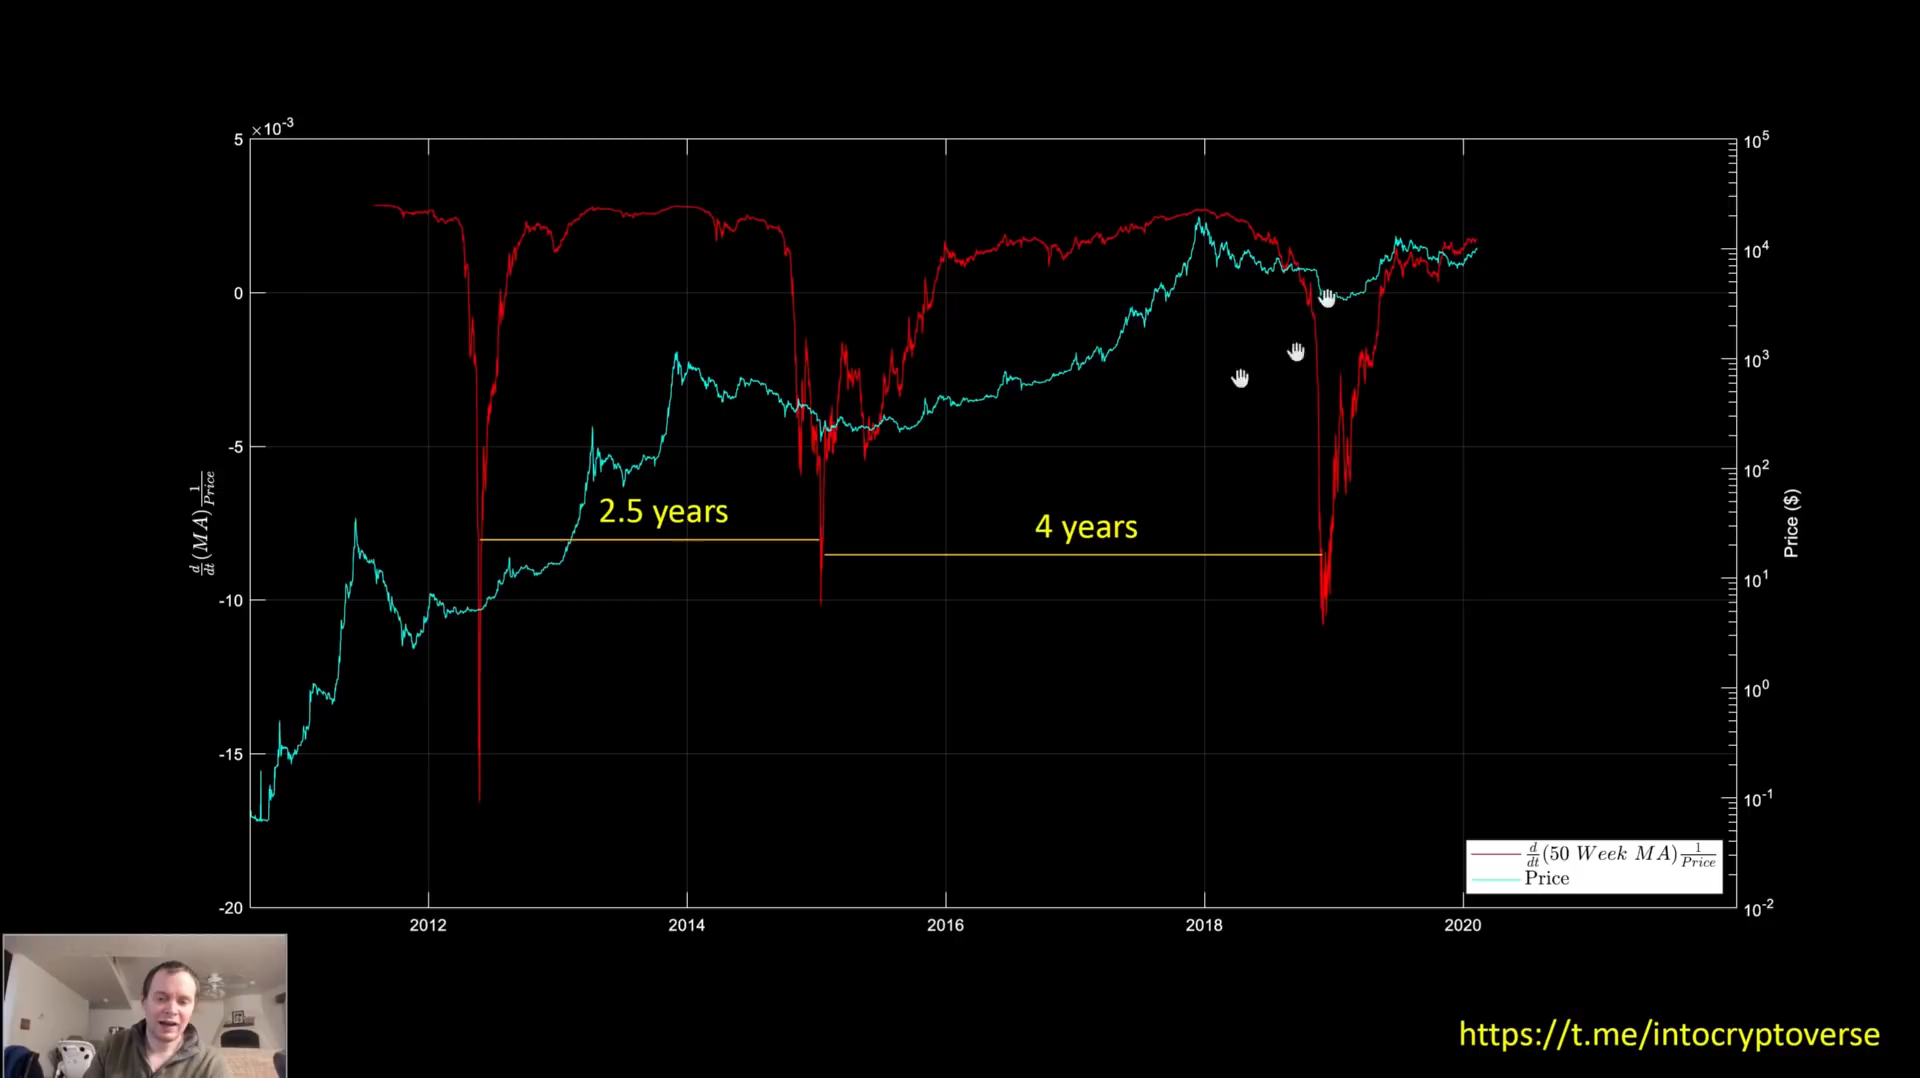 ×10-3
5
0
-5
-10
-15
-20
d/dt(MA) 1/Price
105
104
103
102
101
100
10-1
10-2
Price ($)
2.5 years
4 years
d/dt(50 Week MA) 1/Price
Price
2012
2014
2016
2018
2020
https://t.me/intocryptoverse